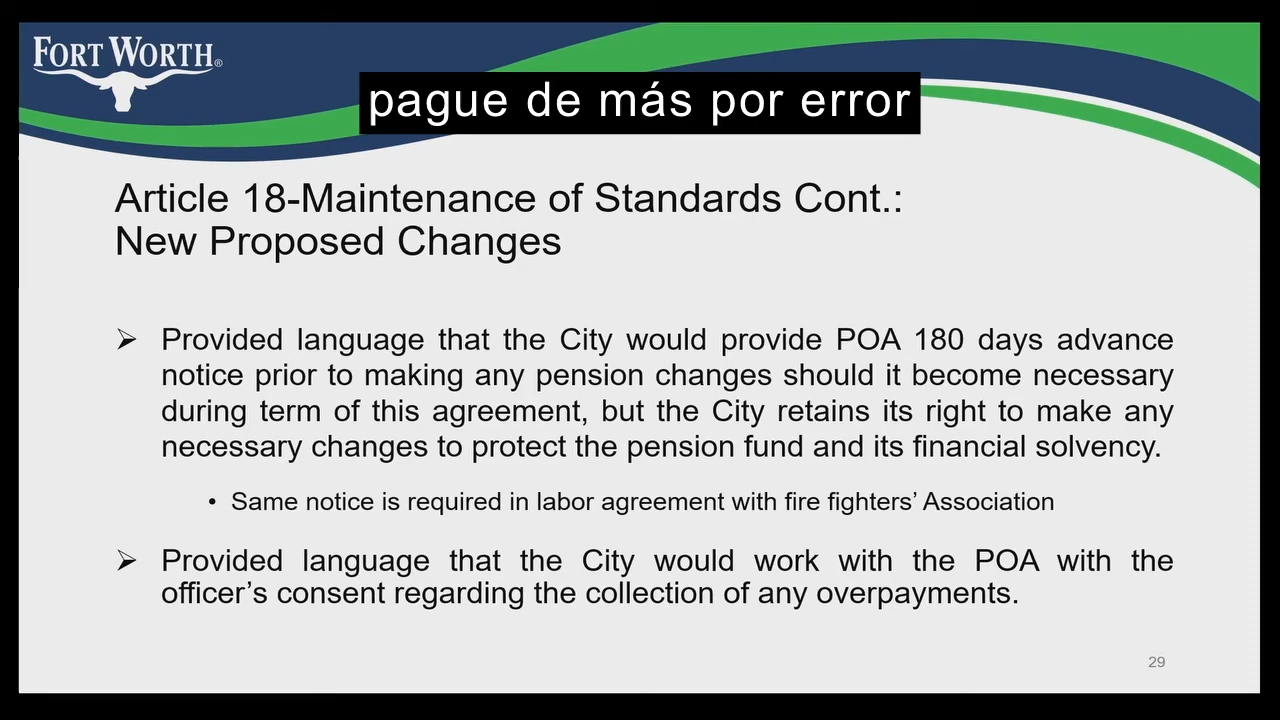 FORT WORTH®
pague de más por error
Article 18-Maintenance of Standards Cont.:
New Proposed Changes
➢ Provided language that the City would provide POA 180 days advance
notice prior to making any pension changes should it become necessary
during term of this agreement, but the City retains its right to make any
necessary changes to protect the pension fund and its financial solvency.
• Same notice is required in labor agreement with fire fighters’ Association
➢ Provided language that the City would work with the POA with the
officer’s consent regarding the collection of any overpayments.
29